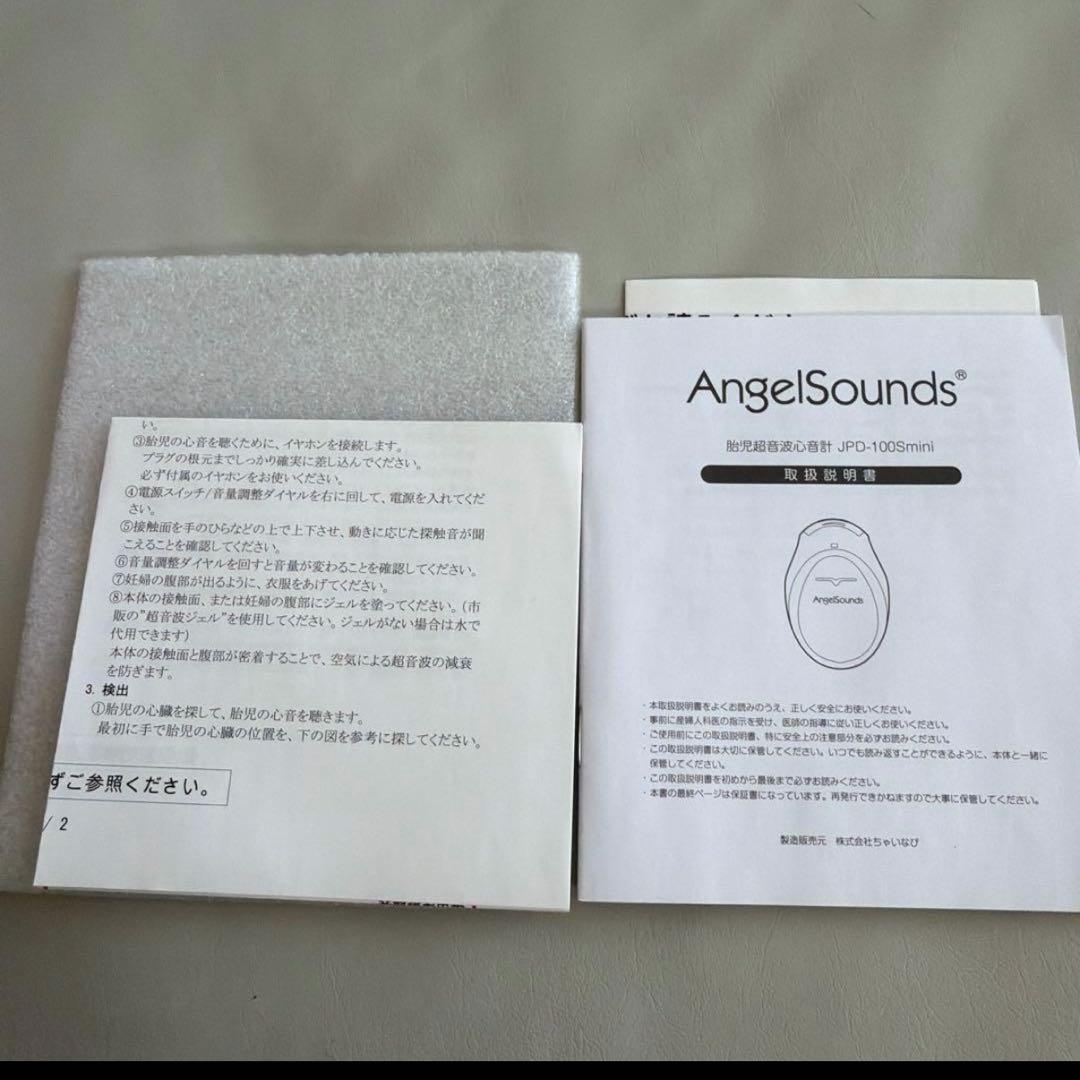 い。
③胎児の心音を聴くために、イヤホンを接続します。
プラグの根元までしっかり確実に差し込んでください。
必ず付属のイヤホンをお使いください。
④電源スイッチ/音量調整ダイヤルを右に回して、電源を入れてくだ
さい。
⑤接触面を手のひらなどの上で上下させ、動きに応じた探触音が聞
こえることを確認してください。
⑥音量調整ダイヤルを回すと音量が変わることを確認してください。
⑦妊婦の腹部が出るように、衣服をあげてください。
⑧本体の接触面、または妊婦の腹部にジェルを塗ってください。(市
販の"超音波ジェル"を使用してください。ジェルがない場合は水で
代用できます)
本体の接触面と腹部が密着することで、空気による超音波の減衰
を防ぎます。
3. 検出
①胎児の心臓を探して、胎児の心音を聴きます。
最初に手で胎児の心臓の位置を、下の図を参考に探してください。
ずご参照ください。
/ 2
AngelSounds®
胎児超音波心音計 JPD-100Smini
取扱説明書
AngelSounds
・本取扱説明書をよくお読みのうえ、正しく安全にお使いください。
・事前に産婦人科医の指示を受け、医師の指導に従い正しくお使いください。
・ご使用前にこの取扱説明書、特に安全上の注意部分を必ずお読みください。
・この取扱説明書は大切に保管してください。いつでも読み返すことができるように、本体と一緒に
保管してください。
・この取扱説明書を初めから最後まで必ずお読みください。
・本書の最終ページは保証書になっています。再発行できかねますので大事に保管してください。
製造販売元 株式会社ちゃいなび